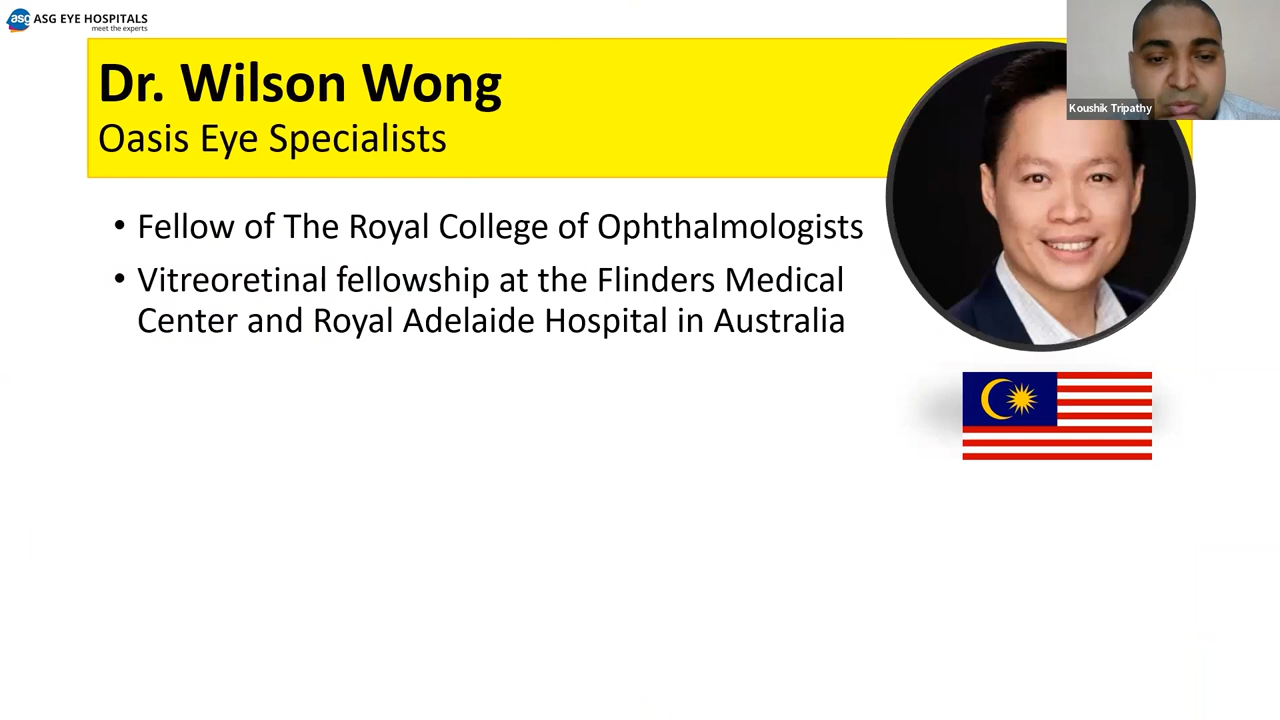 asg ASG EYE HOSPITALS
meet the experts
Dr. Wilson Wong
Oasis Eye Specialists
Koushik Tripathy
• Fellow of The Royal College of Ophthalmologists
• Vitreoretinal fellowship at the Flinders Medical
Center and Royal Adelaide Hospital in Australia